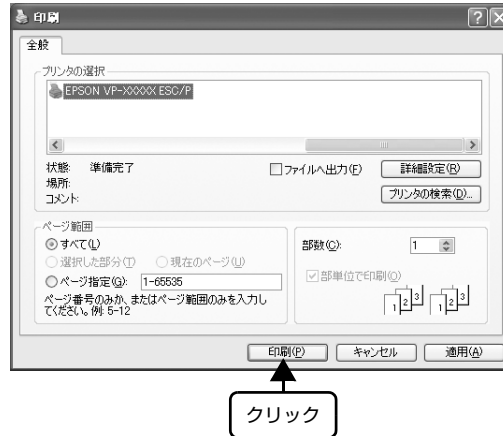 印刷
全般
プリンタの選択
EPSON VP-XXXXX ESC/P
状態: 準備完了
場所:
コメント:
ファイルへ出力(F)
詳細設定(R)
プリンタの検索(D)...
ページ範囲
すべて(L)
選択した部分(T) 現在のページ(U)
ページ指定(G): 1-65535
ページ番号のみか、またはページ範囲のみを入力し
てください。例: 5-12
部数(C): 1
部単位で印刷(O)
1 2 3 1 2 3
印刷(P) キャンセル 適用(A)
クリック